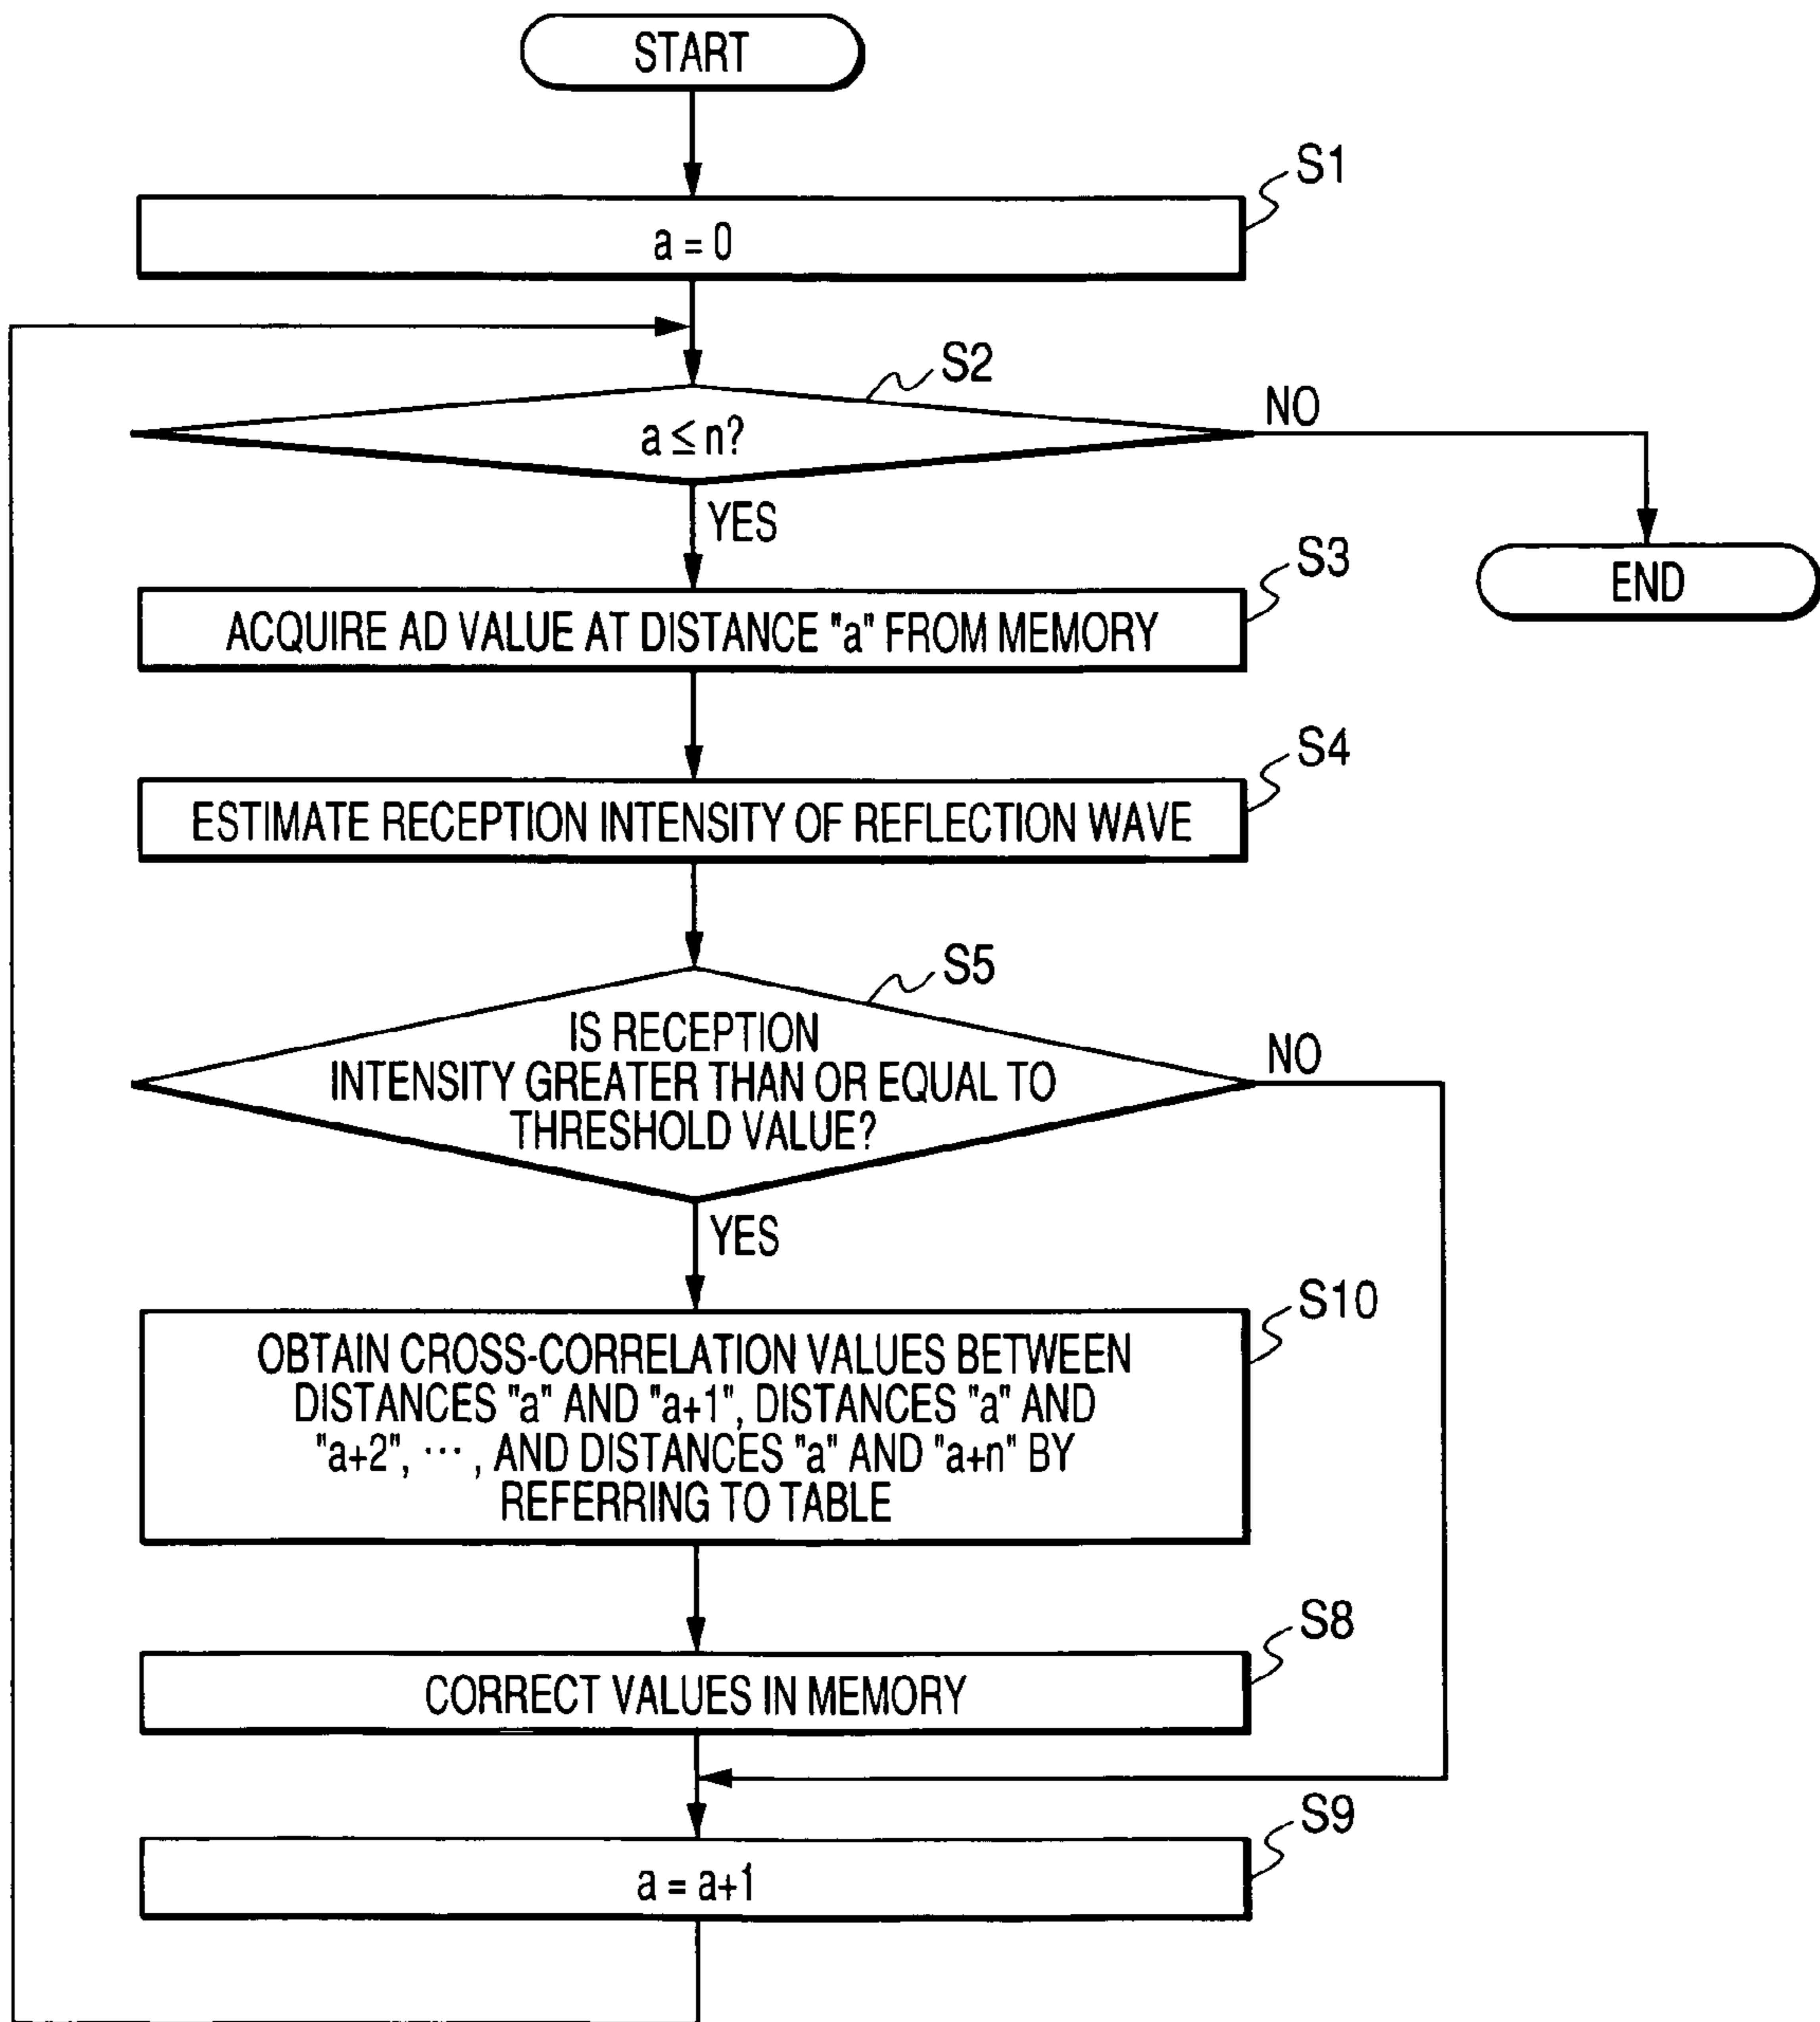 START
S1
a = 0
S2
a ≤ n?
NO
YES
END
S3
ACQUIRE AD VALUE AT DISTANCE "a" FROM MEMORY
S4
ESTIMATE RECEPTION INTENSITY OF REFLECTION WAVE
S5
IS RECEPTION
INTENSITY GREATER THAN OR EQUAL TO
THRESHOLD VALUE?
NO
YES
S10
OBTAIN CROSS-CORRELATION VALUES BETWEEN
DISTANCES "a" AND "a+1", DISTANCES "a" AND
"a+2", ··· , AND DISTANCES "a" AND "a+n" BY
REFERRING TO TABLE
S8
CORRECT VALUES IN MEMORY
S9
a = a+1